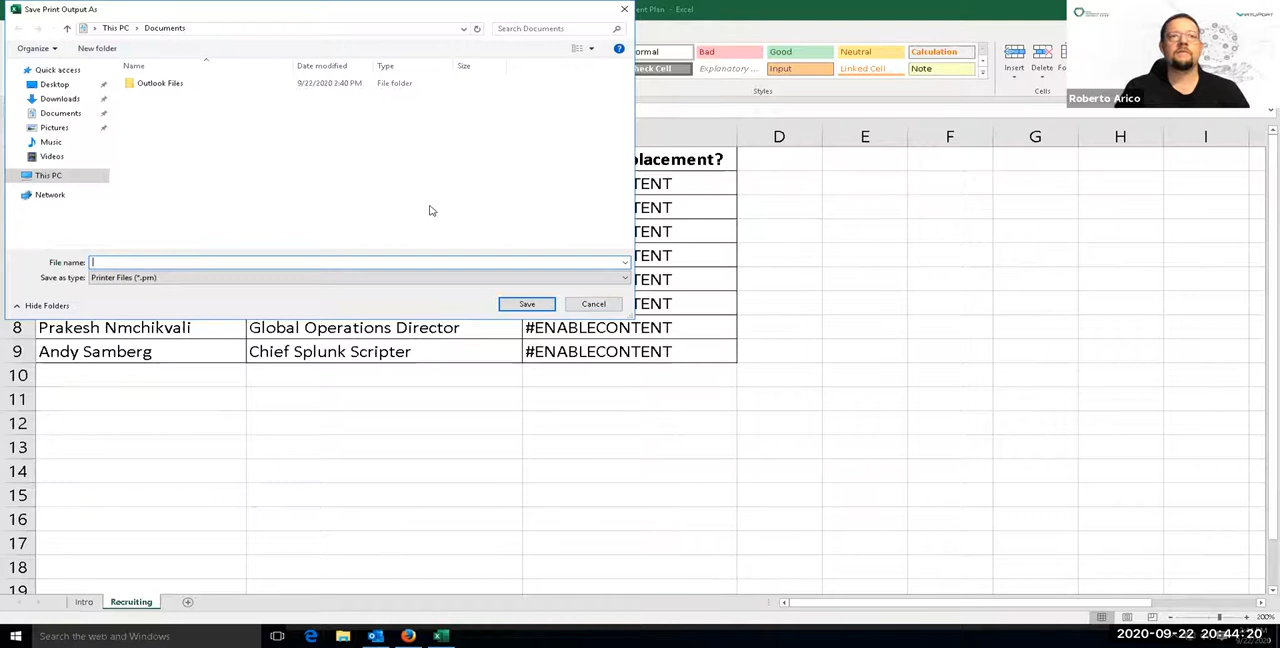 Save Print Output As
ent Plan - Excel
This PC > Documents
Search Documents
Organize
New folder
Name
Date modified
Type
Size
Quick access
Desktop
Downloads
Documents
Pictures
Music
Videos
This PC
Network
Outlook Files
9/22/2020 2:40 PM
File folder
File name:
Save as type:
Printer Files (*.prn)
Hide Folders
Save
Cancel
ormal
Bad
Good
Neutral
Calculation
heck Cell
Explanatory ...
Input
Linked Cell
Note
Styles
Insert
Delete
Fo
Cells
Roberto Arico
D
E
F
G
H
I
lacement?
TENT
TENT
TENT
TENT
TENT
TENT
8 Prakesh Nmchikvali Global Operations Director #ENABLECONTENT
9 Andy Samberg Chief Splunk Scripter #ENABLECONTENT
10
11
12
13
14
15
16
17
18
19
Intro
Recruiting
200%
Search the web and Windows
2020-09-22 20:44:20
9/22/2020